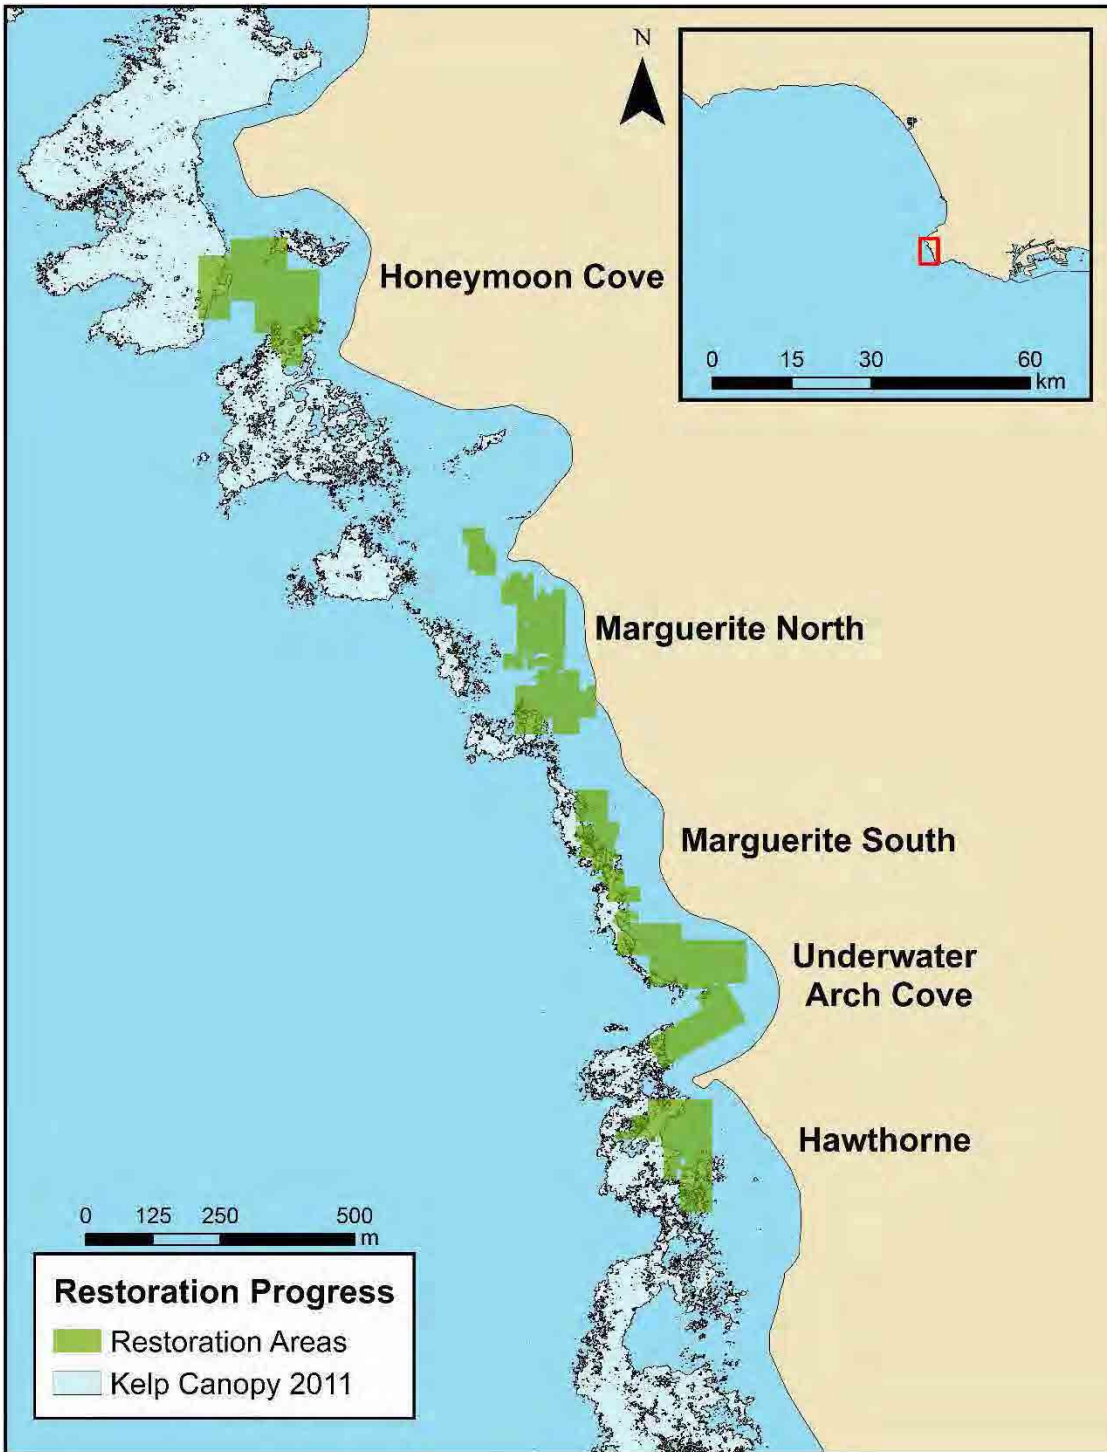 N
0 15 30 60
km
Honeymoon Cove
Marguerite North
Marguerite South
Underwater
Arch Cove
Hawthorne
0 125 250 500
m
Restoration Progress
Restoration Areas
Kelp Canopy 2011